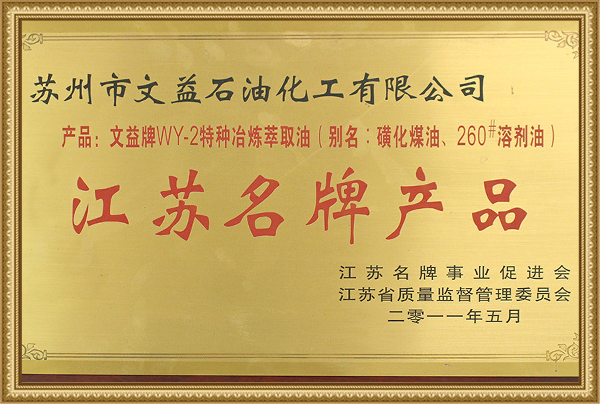 苏州市文益石油化工有限公司
产品：文益牌WY-2特种冶炼萃取油（别名：磺化煤油、260#溶剂油）
江苏名牌产品
江苏名牌事业促进会
江苏省质量监督管理委员会
二零一一年五月